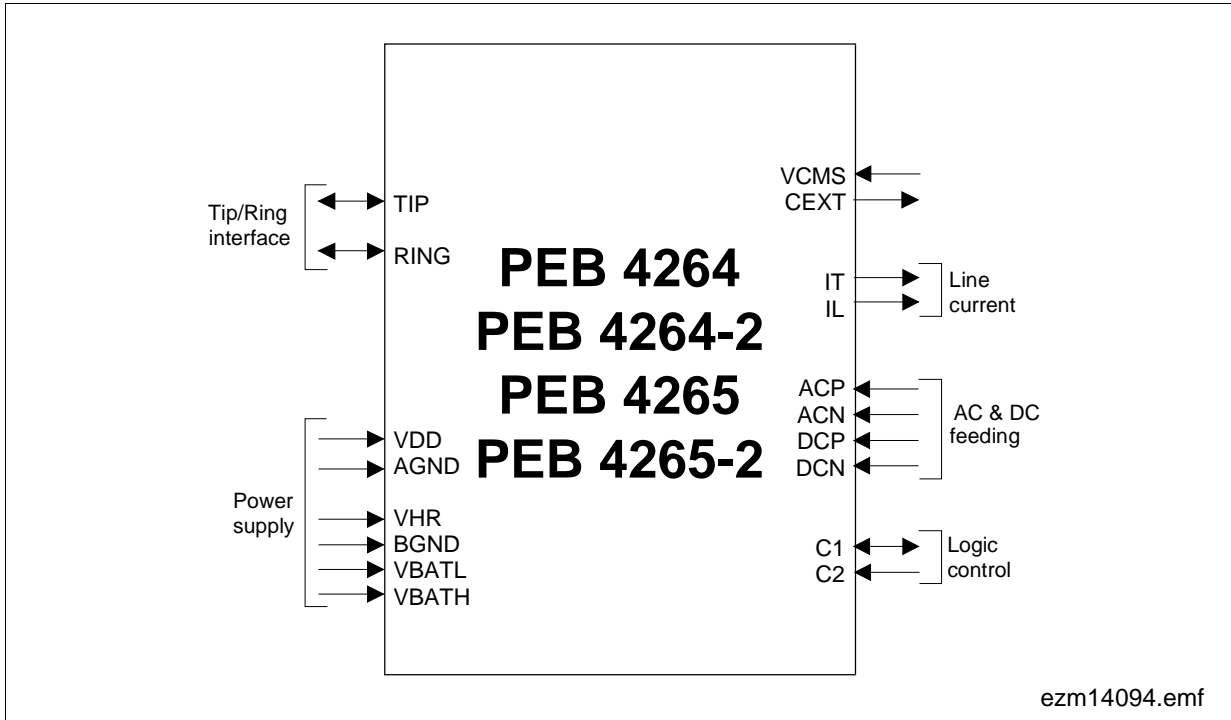 Tip/Ring
interface
TIP
RING
Power
supply
VDD
AGND
VHR
BGND
VBATL
VBATH
PEB 4264
PEB 4264-2
PEB 4265
PEB 4265-2
VCMS
CEXT
IT
IL
Line
current
ACP
ACN
DCP
DCN
AC & DC
feeding
C1
C2
Logic
control
ezm14094.emf